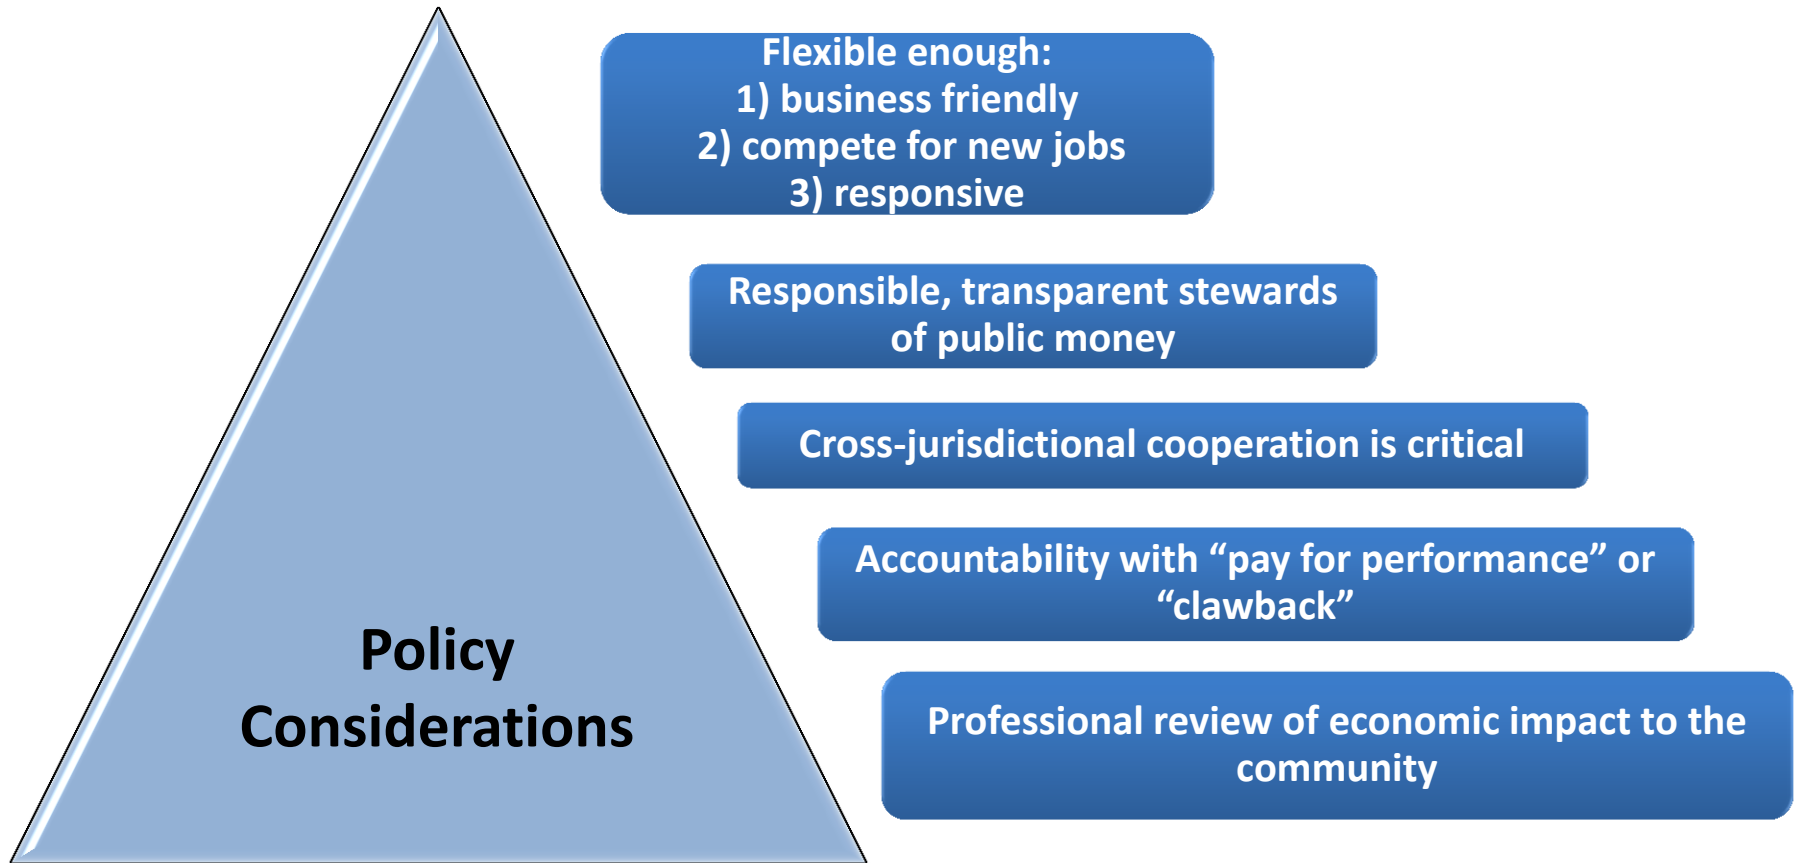 Flexible enough:
1) business friendly
2) compete for new jobs
3) responsive
Responsible, transparent stewards
of public money
Cross-jurisdictional cooperation is critical
Accountability with “pay for performance” or
“clawback”
Professional review of economic impact to the
community
Policy
Considerations